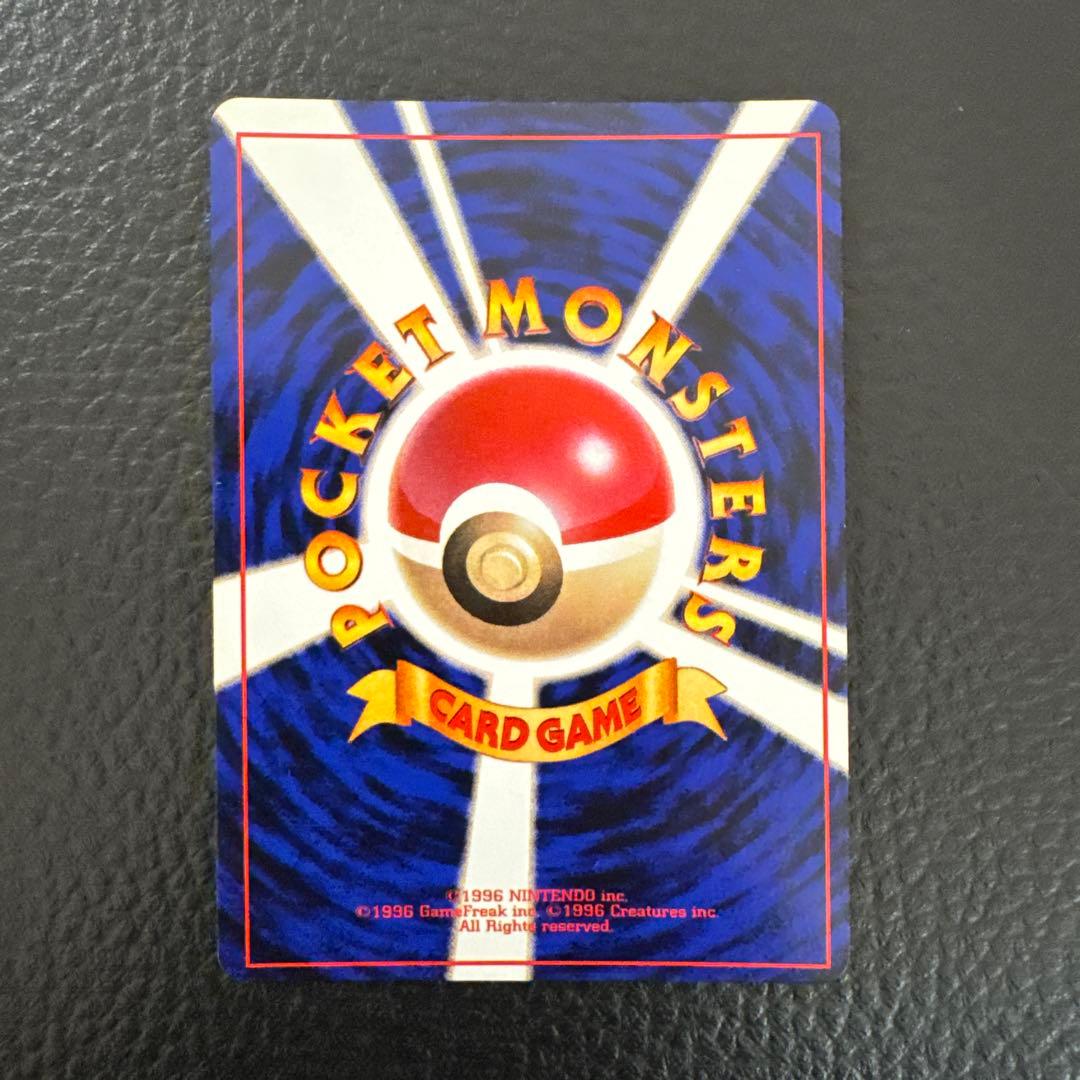 POCKET MONSTERS
CARD GAME
©1996 NINTENDO inc.
©1996 GameFreak inc. ©1996 Creatures inc.
All Rights reserved.